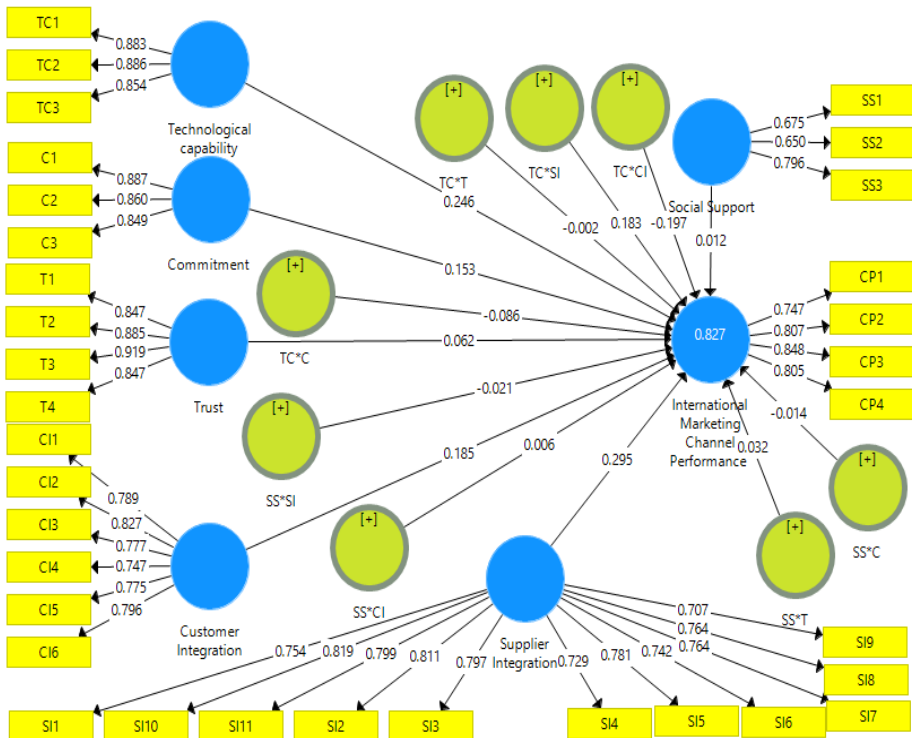 TC1
TC2
TC3
0.883
0.886
0.854
Technological
capability
C1
C2
C3
0.887
0.860
0.849
Commitment
T1
T2
T3
T4
0.847
0.885
0.919
0.847
Trust
CI1
CI2
CI3
CI4
CI5
CI6
0.789
0.827
0.777
0.747
0.775
0.796
Customer
Integration
[+]
TC*T
[+]
TC*SI
[+]
TC*CI
0.246
-0.002
0.183
-0.197
Social Support
0.012
SS1
SS2
SS3
0.675
0.650
0.796
0.153
[+]
TC*C
-0.086
0.062
[+]
SS*SI
-0.021
0.185
[+]
SS*CI
0.006
0.295
0.827
International
Marketing
Channel
Performance
CP1
CP2
CP3
CP4
0.747
0.807
0.848
0.805
-0.014
[+]
SS*C
0.032
[+]
SS*T
Supplier
Integration
0.754
0.819
0.799
0.811
0.797
0.729
0.781
0.742
0.764
0.764
0.707
SI1
SI10
SI11
SI2
SI3
SI4
SI5
SI6
SI7
SI8
SI9